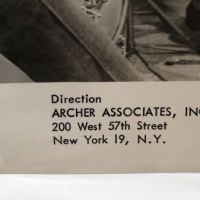 Direction
ARCHER ASSOCIATES, INC
200 West 57th Street
New York 19, N.Y.